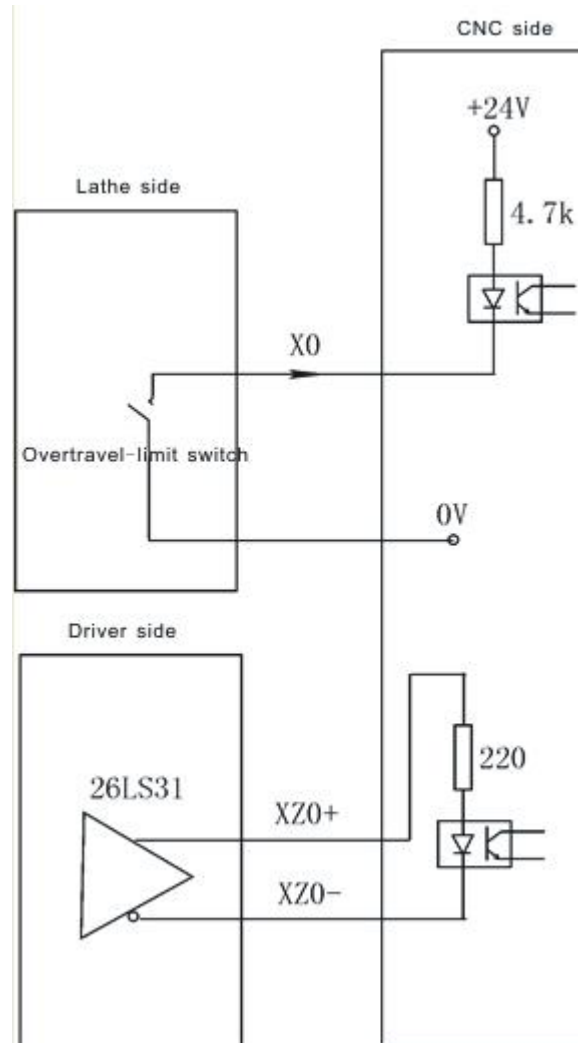 CNC side
+24V
Lathe side
4.7k
X0
Overtravel-limit switch
0V
Driver side
26LS31
220
XZ0+
XZ0-